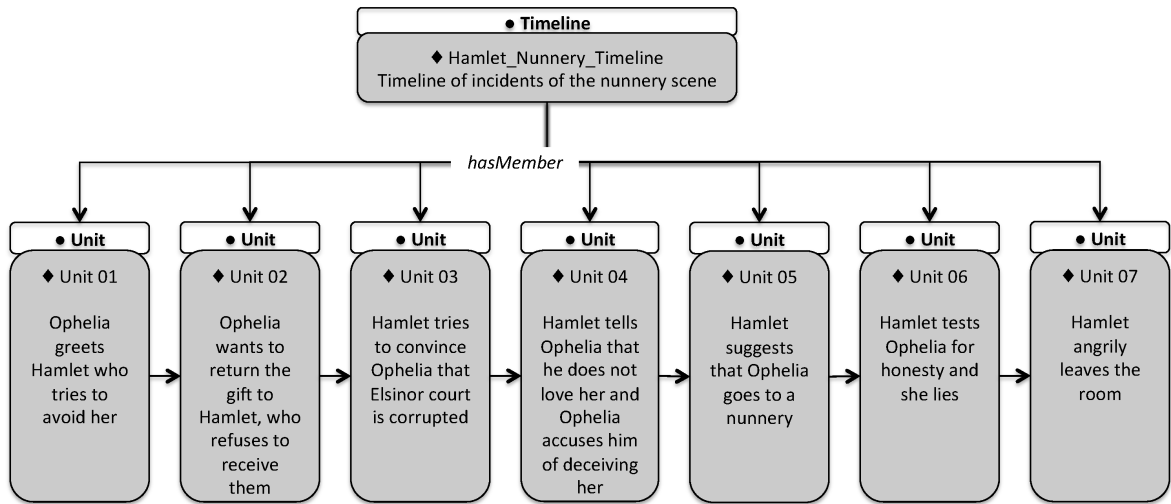 ● Timeline
♦ Hamlet_Nunnery_Timeline
Timeline of incidents of the nunnery scene
hasMember
● Unit
♦ Unit 01
Ophelia
greets
Hamlet who
tries to
avoid her
● Unit
♦ Unit 02
Ophelia
wants to
return the
gift to
Hamlet, who
refuses to
receive
them
● Unit
♦ Unit 03
Hamlet tries
to convince
Ophelia that
Elsinor court
is corrupted
● Unit
♦ Unit 04
Hamlet tells
Ophelia that
he does not
love her and
Ophelia
accuses him
of deceiving
her
● Unit
♦ Unit 05
Hamlet
suggests
that Ophelia
goes to a
nunnery
● Unit
♦ Unit 06
Hamlet tests
Ophelia for
honesty and
she lies
● Unit
♦ Unit 07
Hamlet
angrily
leaves the
room